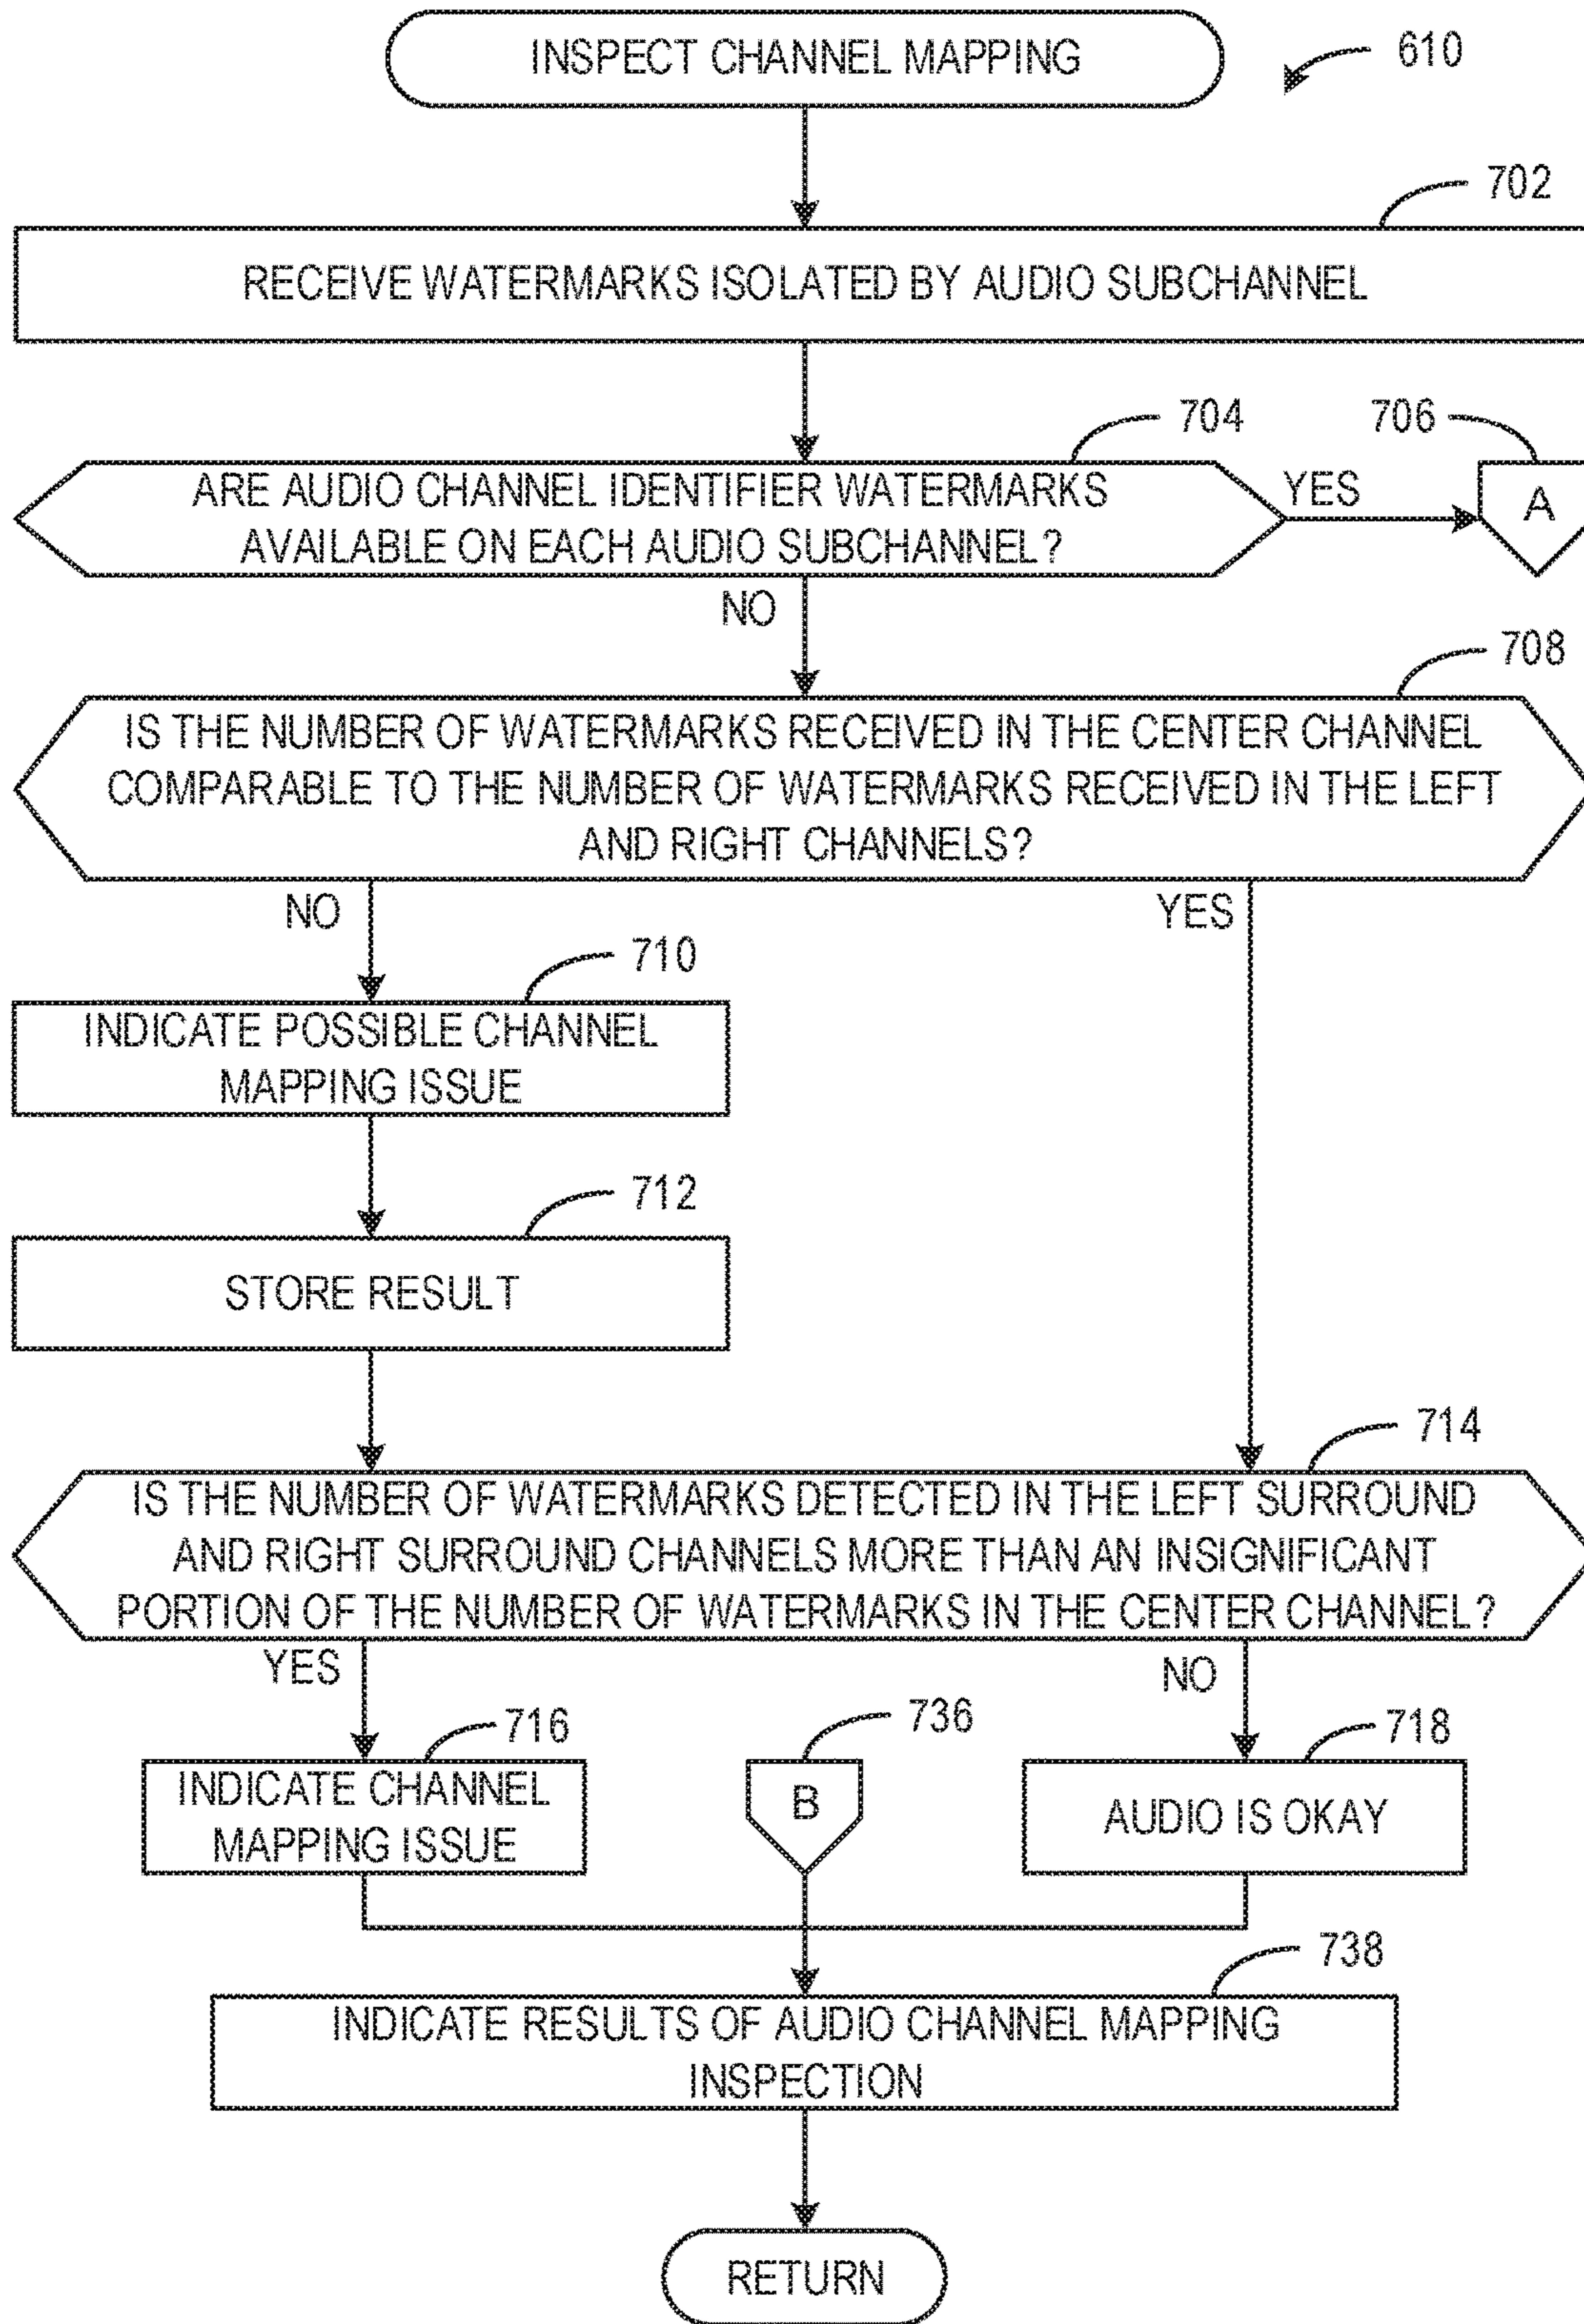 INSPECT CHANNEL MAPPING
610
702
RECEIVE WATERMARKS ISOLATED BY AUDIO SUBCHANNEL
704
706
ARE AUDIO CHANNEL IDENTIFIER WATERMARKS
AVAILABLE ON EACH AUDIO SUBCHANNEL?
YES
A
NO
708
IS THE NUMBER OF WATERMARKS RECEIVED IN THE CENTER CHANNEL
COMPARABLE TO THE NUMBER OF WATERMARKS RECEIVED IN THE LEFT
AND RIGHT CHANNELS?
NO
YES
710
INDICATE POSSIBLE CHANNEL
MAPPING ISSUE
712
STORE RESULT
714
IS THE NUMBER OF WATERMARKS DETECTED IN THE LEFT SURROUND
AND RIGHT SURROUND CHANNELS MORE THAN AN INSIGNIFICANT
PORTION OF THE NUMBER OF WATERMARKS IN THE CENTER CHANNEL?
YES
NO
716
736
718
INDICATE CHANNEL
MAPPING ISSUE
B
AUDIO IS OKAY
738
INDICATE RESULTS OF AUDIO CHANNEL MAPPING
INSPECTION
RETURN